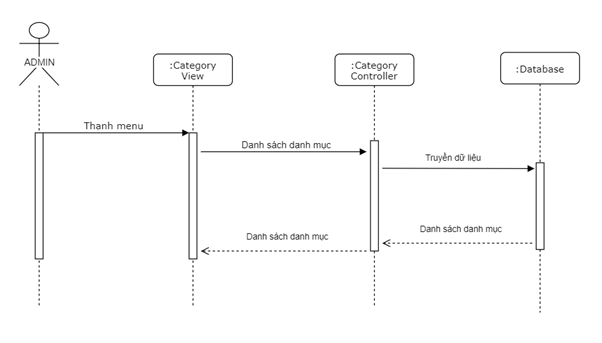 ADMIN
:Category
View
:Category
Controller
:Database
Thanh menu
Danh sách danh mục
Truyền dữ liệu
Danh sách danh mục
Danh sách danh mục